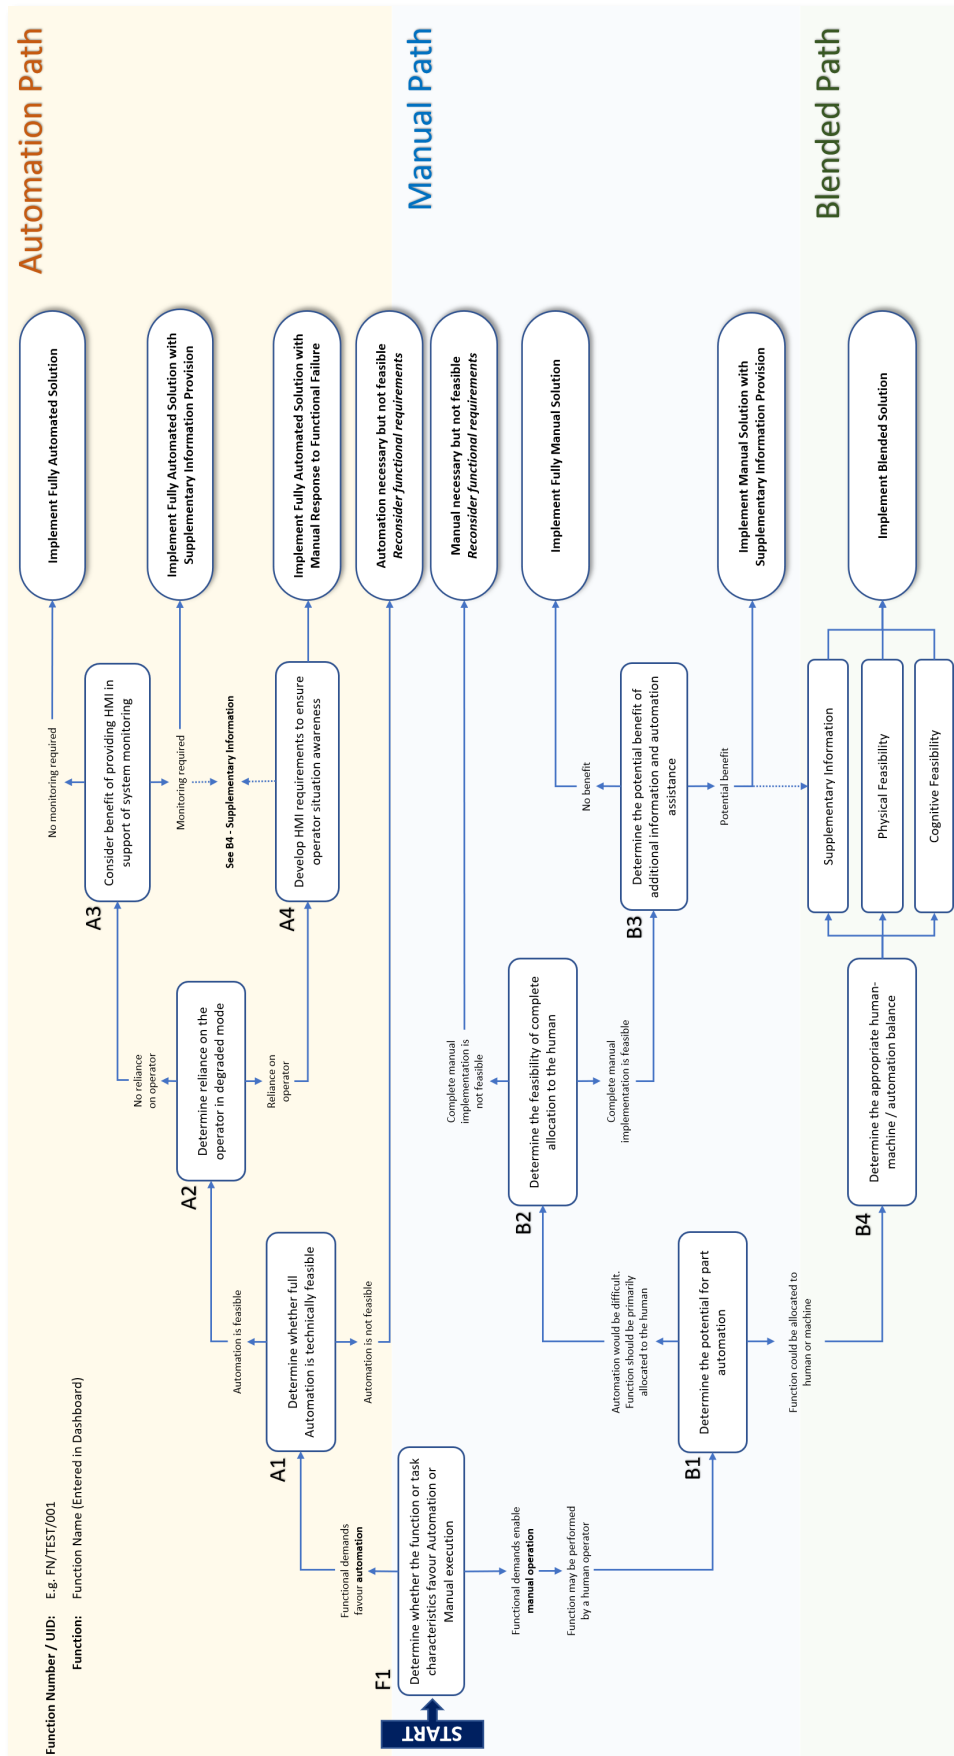 Function Number / UID: E.g. FN/TEST/001
Function: Function Name (Entered in Dashboard)
Automation Path
Manual Path
Blended Path
START
F1
Determine whether the function or task
characteristics favour Automation or
Manual execution
Functional demands
favour automation
Functional demands enable
manual operation
Function may be performed
by a human operator
A1
Determine whether full
Automation is technically feasible
Automation is feasible
Automation is not feasible
A2
Determine reliance on the
operator in degraded mode
No reliance
on operator
Reliance on
operator
A3
Consider benefit of providing HMI in
support of system monitoring
No monitoring required
Monitoring required
See B4 - Supplementary Information
A4
Develop HMI requirements to ensure
operator situation awareness
Implement Fully Automated Solution
Implement Fully Automated Solution with
Supplementary Information Provision
Implement Fully Automated Solution with
Manual Response to Functional Failure
Automation necessary but not feasible
Reconsider functional requirements
Manual necessary but not feasible
Reconsider functional requirements
B1
Determine the potential for part
automation
Automation would be difficult.
Function should be primarily
allocated to the human
Function could be allocated to
human or machine
B2
Determine the feasibility of complete
allocation to the human
Complete manual
implementation is
not feasible
Complete manual
implementation is feasible
B3
Determine the potential benefit of
additional information and automation
assistance
No benefit
Potential benefit
Implement Fully Manual Solution
Implement Manual Solution with
Supplementary Information Provision
B4
Determine the appropriate human-
machine / automation balance
Supplementary Information
Physical Feasibility
Cognitive Feasibility
Implement Blended Solution